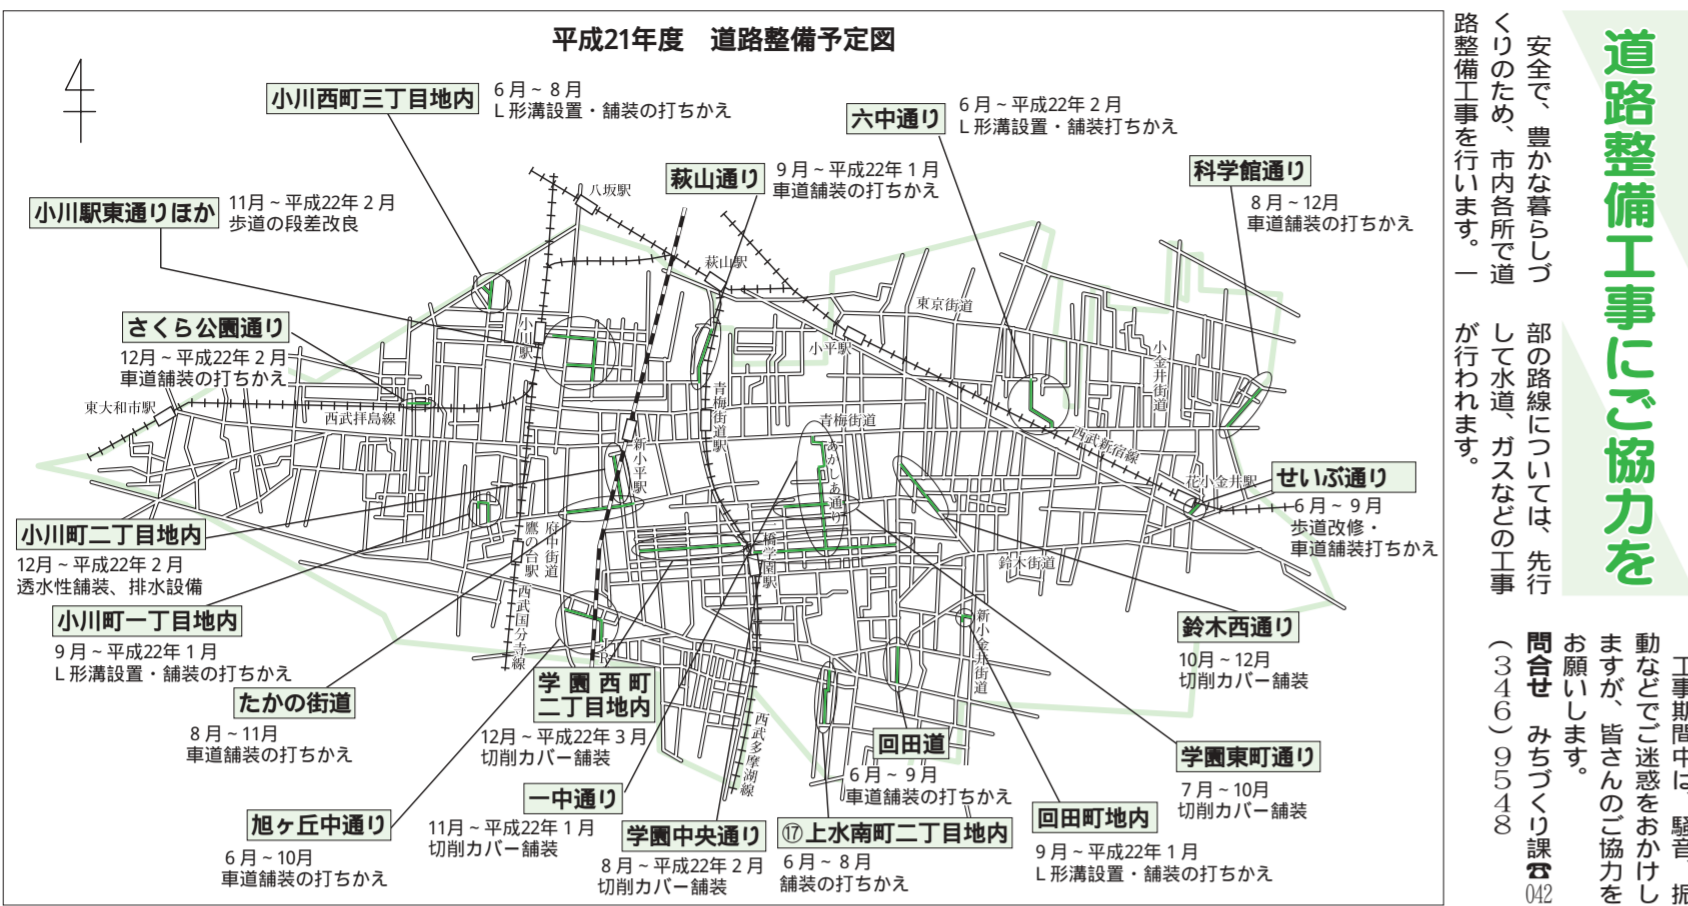 道路整備工事にご協力を
安全で、豊かな暮らしづ
くりのため、市内各所で道
路整備工事を行います。一
部の路線については、先行
して水道、ガスなどの工事
が行われます。
工事期間中は、騒音、振
動などでご迷惑をおかけし
ますが、皆さんのご協力を
お願いします。
問合せ みちづくり課☎042
(346)9548
平成21年度 道路整備予定図
小川西町三丁目地内
6月~8月
L形溝設置・舗装の打ちかえ
六中通り
6月~平成22年2月
L形溝設置・舗装打ちかえ
萩山通り
9月~平成22年1月
車道舗装の打ちかえ
科学館通り
8月~12月
車道舗装の打ちかえ
小川駅東通りほか
11月~平成22年2月
歩道の段差改良
さくら公園通り
12月~平成22年2月
車道舗装の打ちかえ
せいぶ通り
6月~9月
歩道改修・
車道舗装打ちかえ
小川町二丁目地内
12月~平成22年2月
透水性舗装、排水設備
小川町一丁目地内
9月~平成22年1月
L形溝設置・舗装の打ちかえ
たかの街道
8月~11月
車道舗装の打ちかえ
旭ヶ丘中通り
6月~10月
車道舗装の打ちかえ
学園西町
二丁目地内
12月~平成22年3月
切削カバー舗装
一中通り
11月~平成22年1月
切削カバー舗装
学園中央通り
8月~平成22年2月
切削カバー舗装
⑰上水南町二丁目地内
6月~8月
舗装の打ちかえ
回田道
6月~9月
車道舗装の打ちかえ
回田町地内
9月~平成22年1月
L形溝設置・舗装の打ちかえ
学園東町通り
7月~10月
切削カバー舗装
鈴木西通り
10月~12月
切削カバー舗装
八坂駅
萩山駅
東京街道
小川駅
小平駅
小金井街道
東大和市駅
西武拝島線
青梅街道駅
青梅街道
西武新宿線
花小金井駅
新小平駅
あかしあ通り
鷹の台駅
府中街道
一橋学園駅
鈴木街道
西武国分寺線
JR
新小金井街道
西武多摩湖線